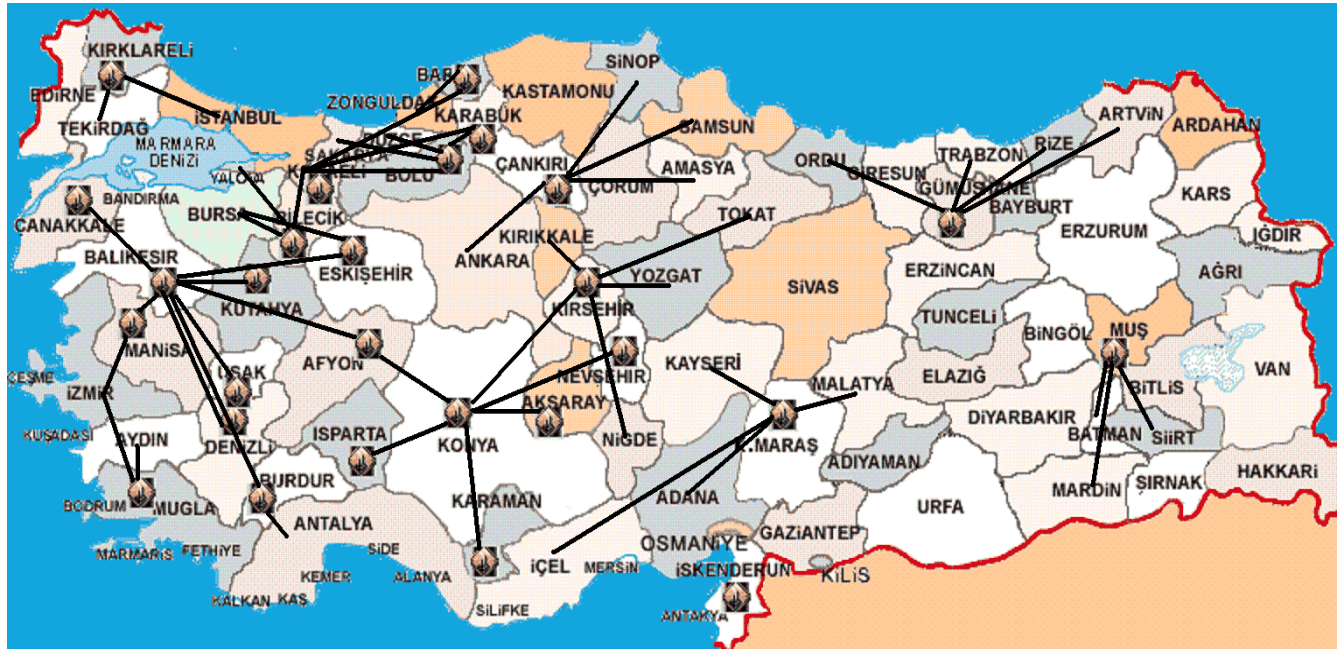 KIRKLARELİ
EDİRNE
TEKİRDAĞ
İSTANBUL
MARMARA
DENİZİ
YALOVA
BANDIRMA
ÇANAKKALE
BURSA
BİLECİK
SAKARYA
BOLU
ZONGULDAK
KARABÜK
KASTAMONU
SİNOP
ÇANKIRI
SAMSUN
AMASYA
ÇORUM
TOKAT
ORDU
GİRESUN
TRABZON
GÜMÜŞHANE
BAYBURT
RİZE
ARTVİN
ARDAHAN
KARS
IĞDIR
ERZURUM
AĞRI
ERZİNCAN
SİVAS
YOZGAT
KIRIKKALE
ANKARA
KIRŞEHİR
ESKİŞEHİR
BALIKESİR
KÜTAHYA
MANİSA
UŞAK
AFYON
ÇEŞME
İZMİR
KUŞADASI
AYDIN
DENİZLİ
ISPARTA
BURDUR
BODRUM
MUGLA
MARMARİS
FETHİYE
ANTALYA
SİDE
KEMER
ALANYA
KALKAN
KAŞ
KONYA
KARAMAN
AKSARAY
NEVŞEHİR
NİGDE
KAYSERİ
İÇEL
MERSİN
SİLİFKE
ADANA
OSMANİYE
İSKENDERUN
ANTAKYA
KİLİS
GAZİANTEP
K.MARAŞ
MALATYA
ADIYAMAN
URFA
ELAZIĞ
TUNCELİ
BİNGÖL
MUŞ
BİTLİS
VAN
DİYARBAKIR
BATMAN
SİİRT
MARDİN
ŞIRNAK
HAKKARİ